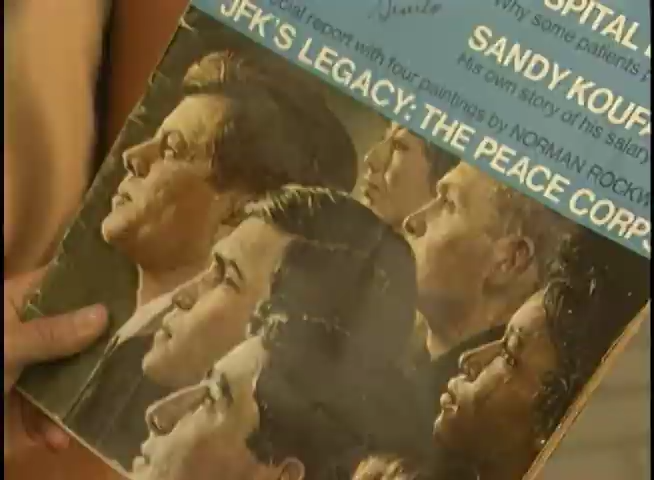 SPITAL
Why some patients
SANDY KOUFA
His own story of his salary
JFK'S LEGACY: THE PEACE CORPS
cial report with four paintings by NORMAN ROCKW